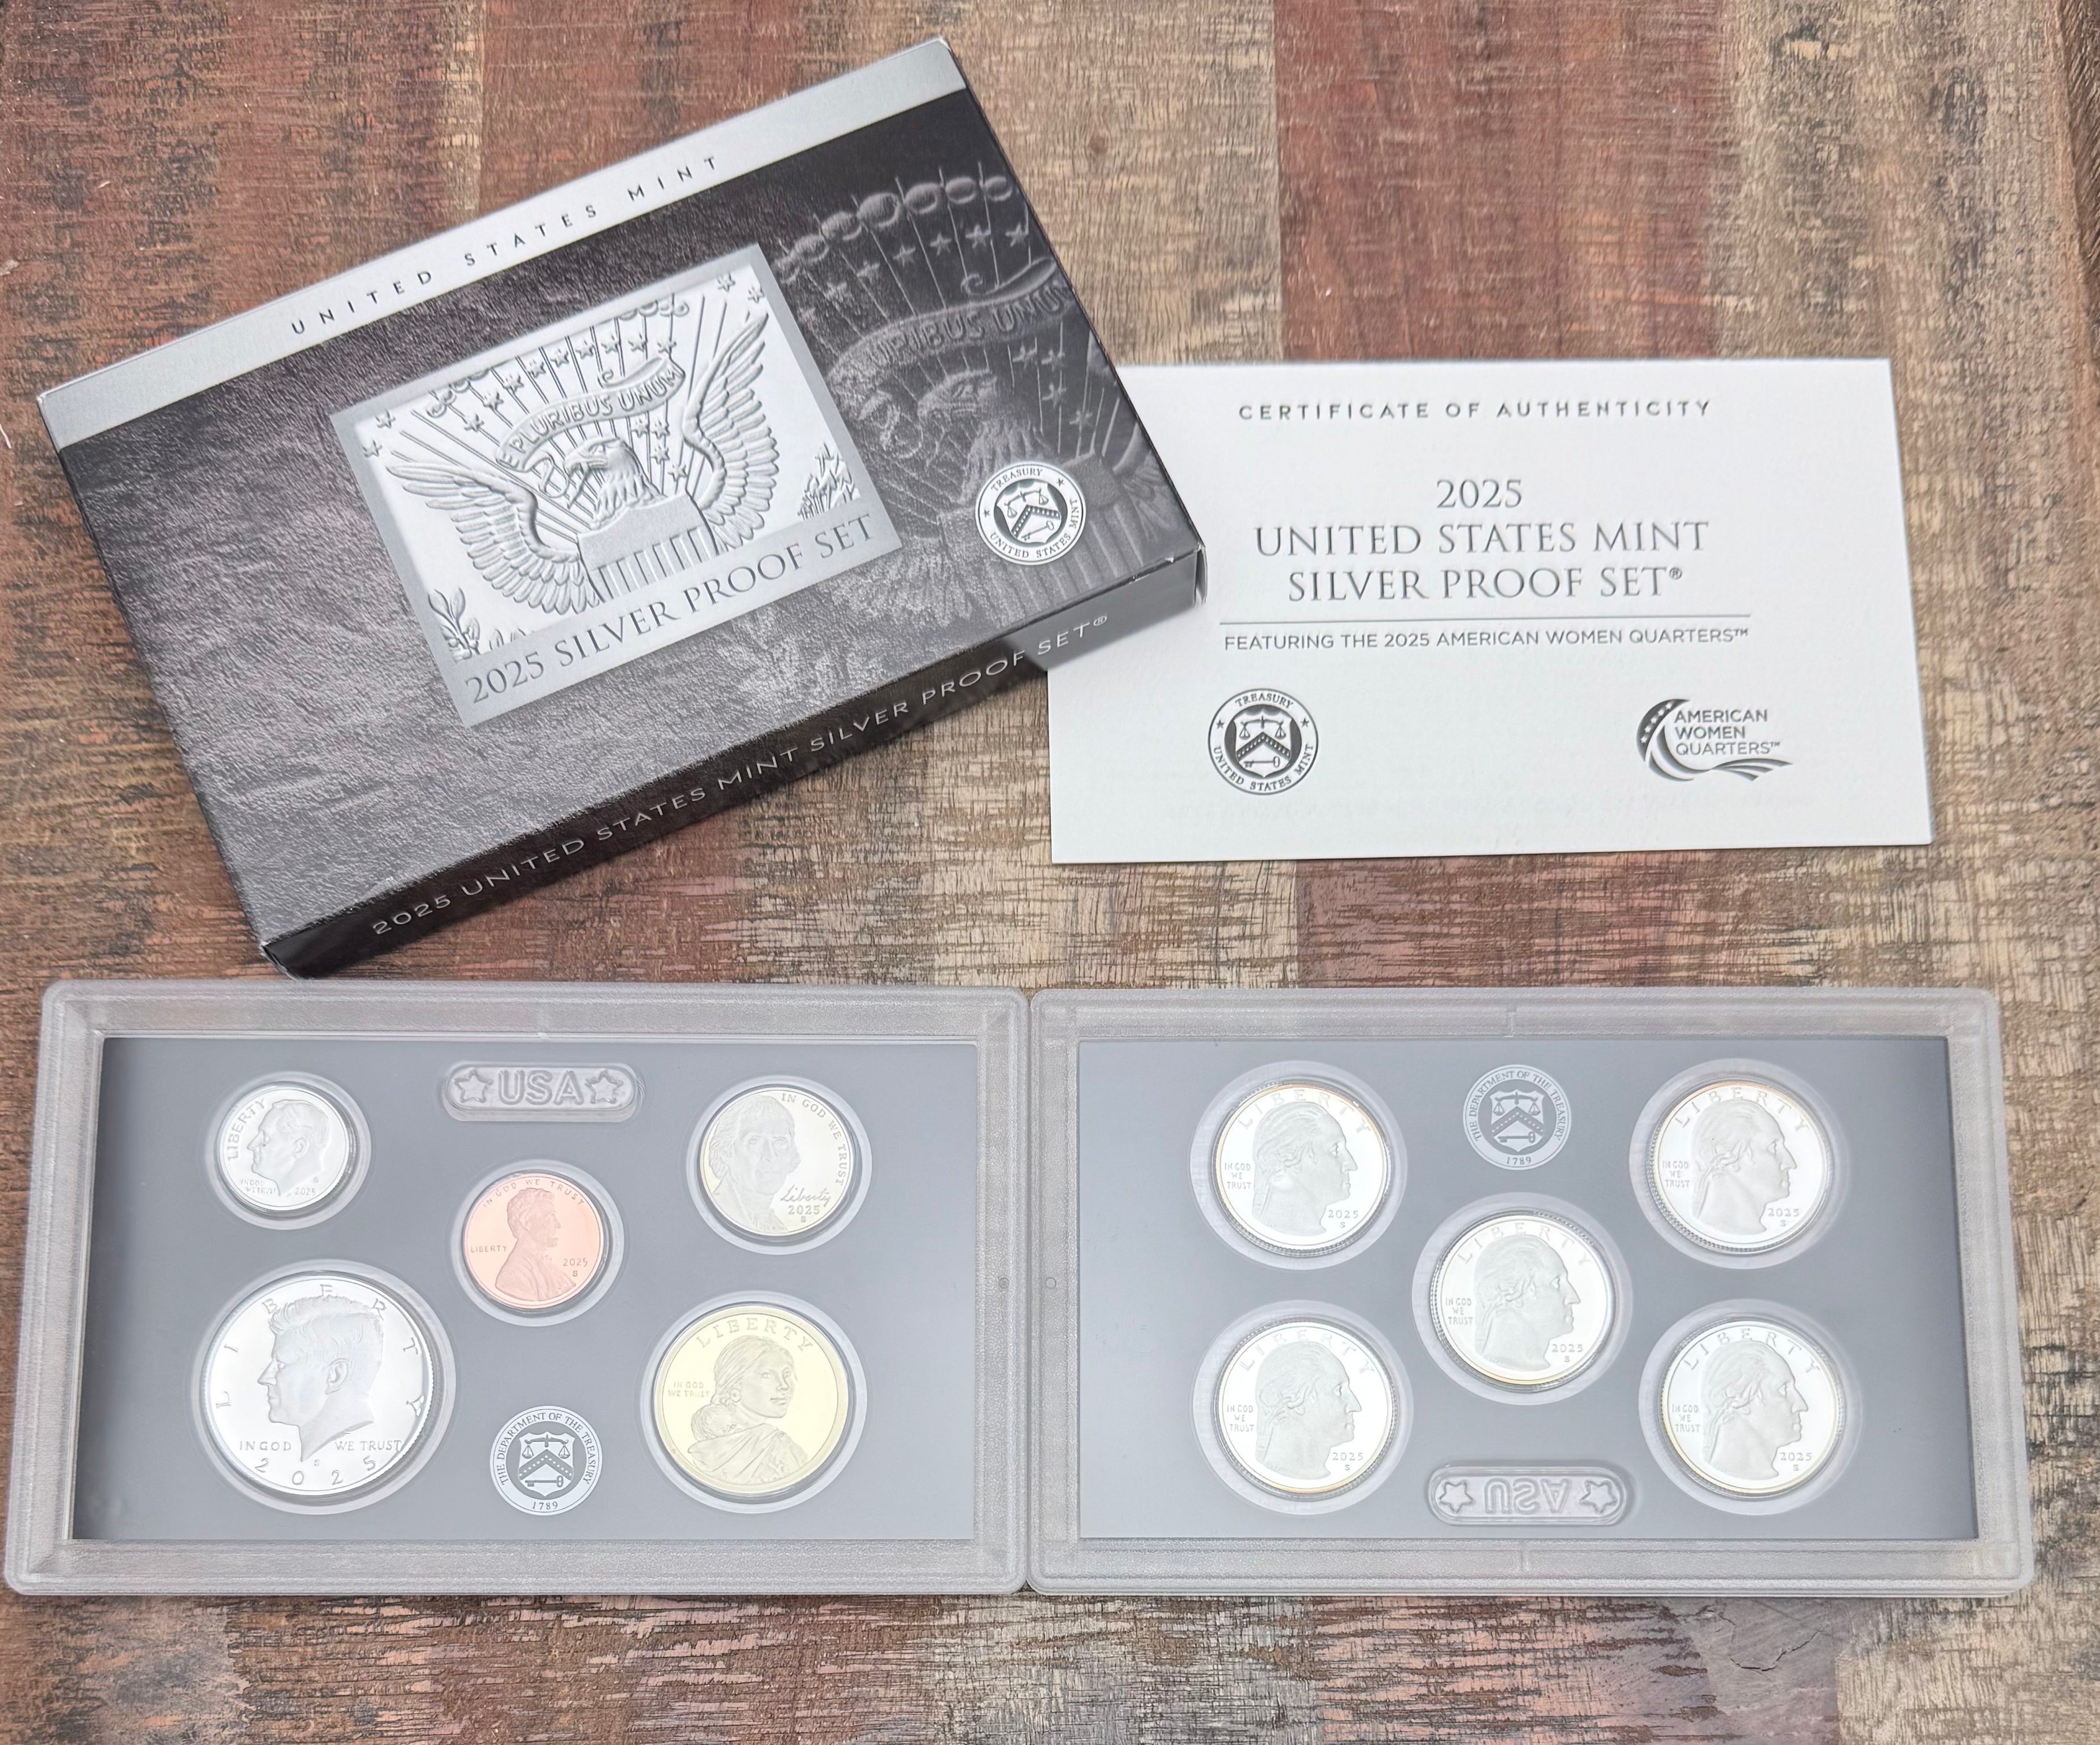 UNITED STATES MINT
E PLURIBUS UNUM
PLURIBUS UNUM
2025 SILVER PROOF SET
TREASURY
UNITED STATES MINT
2025 UNITED STATES MINT SILVER PROOF SET®
CERTIFICATE OF AUTHENTICITY
2025
UNITED STATES MINT
SILVER PROOF SET®
FEATURING THE 2025 AMERICAN WOMEN QUARTERS™
TREASURY
UNITED STATES MINT
AMERICAN
WOMEN
QUARTERS™
USA
LIBERTY
IN GOD
WE TRUST
S
2025
IN GOD WE TRUST
LIBERTY
2025
S
IN GOD WE TRUST
Liberty
2025
S
LIBERTY
IN GOD WE TRUST
S
2025
THE DEPARTMENT OF THE TREASURY
1789
LIBERTY
IN GOD
WE TRUST
LIBERTY
IN GOD
WE
TRUST
2025
S
THE DEPARTMENT OF THE TREASURY
1789
LIBERTY
IN GOD
WE
TRUST
2025
S
LIBERTY
IN GOD
WE
TRUST
2025
S
LIBERTY
IN GOD
WE
TRUST
2025
S
LIBERTY
IN GOD
WE
TRUST
2025
S
USA